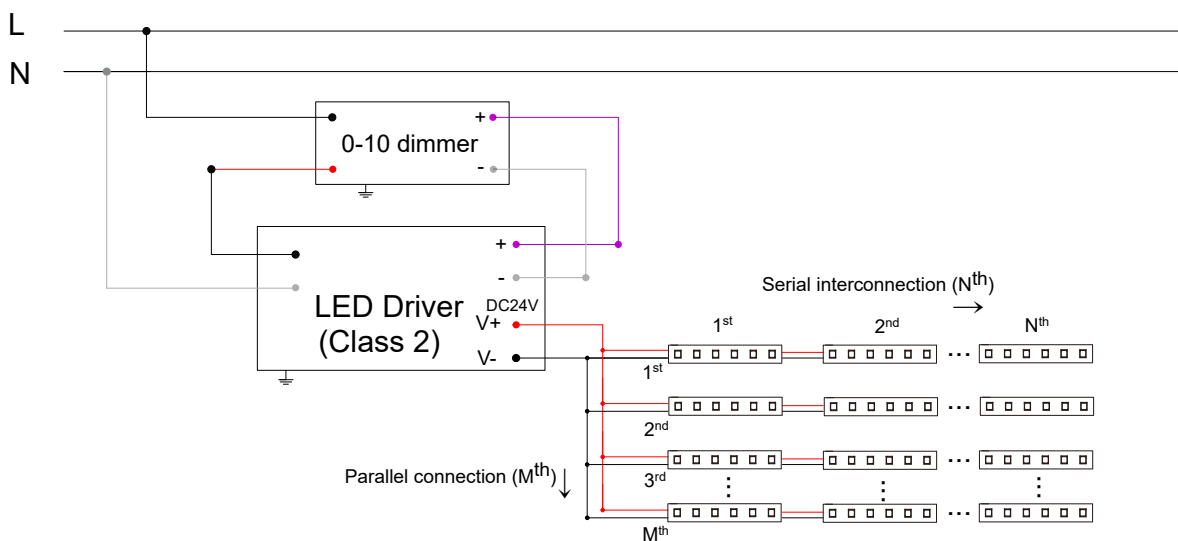 L
N
+
0-10 dimmer
-
+
-
LED Driver
(Class 2)
DC24V
V+
V-
Serial interconnection (Nth)
1st
2nd
Nth
1st
2nd
3rd
Mth
Parallel connection (Mth)